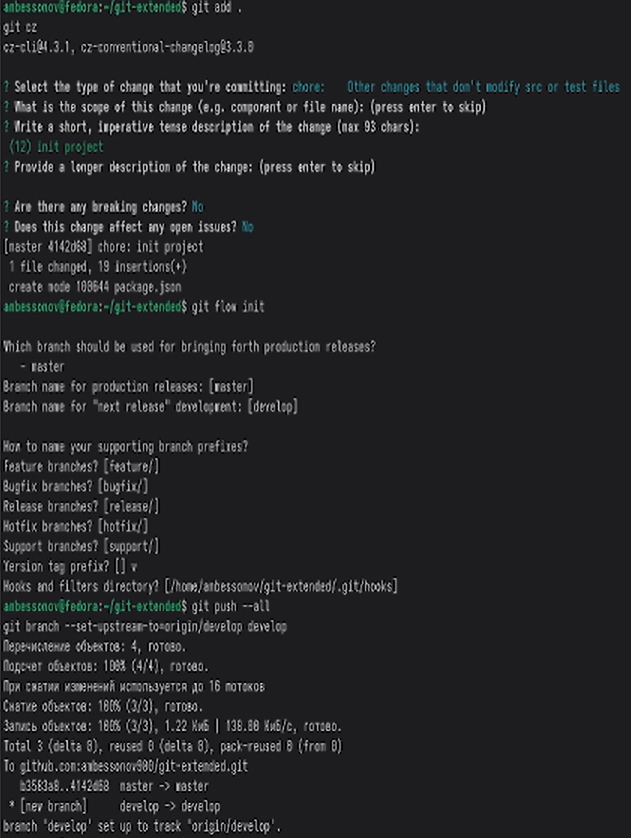 ambessonov@fedora:~/git-extended$ git add .
git cz
cz-cli@4.3.1, cz-conventional-changelog@3.3.0
? Select the type of change that you're committing: chore:    Other changes that don't modify src or test files
? What is the scope of this change (e.g. component or file name): (press enter to skip)
? Write a short, imperative tense description of the change (max 93 chars):
(12) init project
? Provide a longer description of the change: (press enter to skip)
? Are there any breaking changes? No
? Does this change affect any open issues? No
[master 4142d68] chore: init project
1 file changed, 19 insertions(+)
create mode 100644 package.json
ambessonov@fedora:~/git-extended$ git flow init
Which branch should be used for bringing forth production releases?
- master
Branch name for production releases: [master]
Branch name for "next release" development: [develop]
How to name your supporting branch prefixes?
Feature branches? [feature/]
Bugfix branches? [bugfix/]
Release branches? [release/]
Hotfix branches? [hotfix/]
Support branches? [support/]
Version tag prefix? [] v
Hooks and filters directory? [/home/ambessonov/git-extended/.git/hooks]
ambessonov@fedora:~/git-extended$ git push --all
git branch --set-upstream-to=origin/develop develop
Перечисление объектов: 4, готово.
Подсчет объектов: 100% (4/4), готово.
При сжатии изменений используется до 16 потоков
Сжатие объектов: 100% (3/3), готово.
Запись объектов: 100% (3/3), 1.22 КиБ | КиБ/с, готово.
Total 3 (delta 0), reused 0 (delta 0), pack-reused 0 (from 0)
To github.com:ambessonov900/git-extended.git
b3583a8..4142d68  master -> master
* [new branch]      develop -> develop
branch 'develop' set up to track 'origin/develop'.